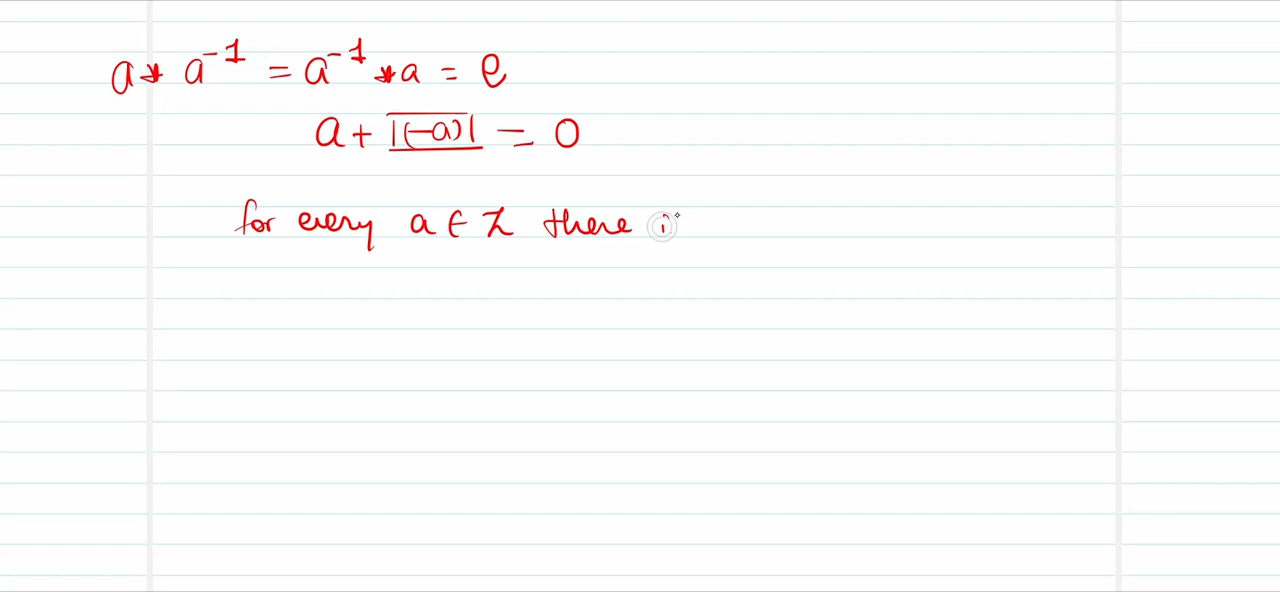 a * a⁻¹ = a⁻¹ * a = e
a + |(-a)| = 0
for every a ∈ Z there i